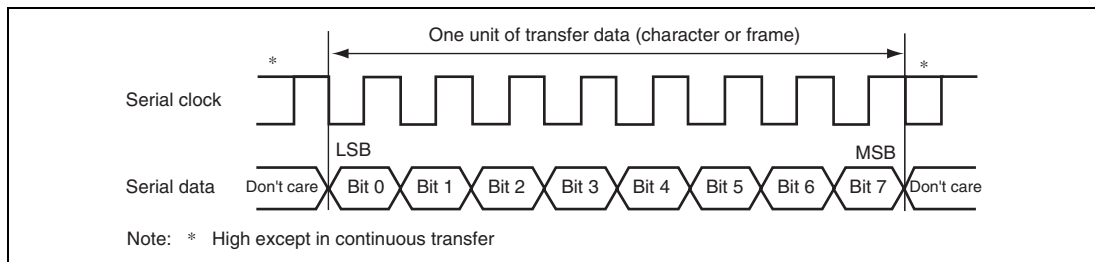 One unit of transfer data (character or frame)
* *
Serial clock
LSB MSB
Serial data Don't care Bit 0 Bit 1 Bit 2 Bit 3 Bit 4 Bit 5 Bit 6 Bit 7 Don't care
Note: * High except in continuous transfer